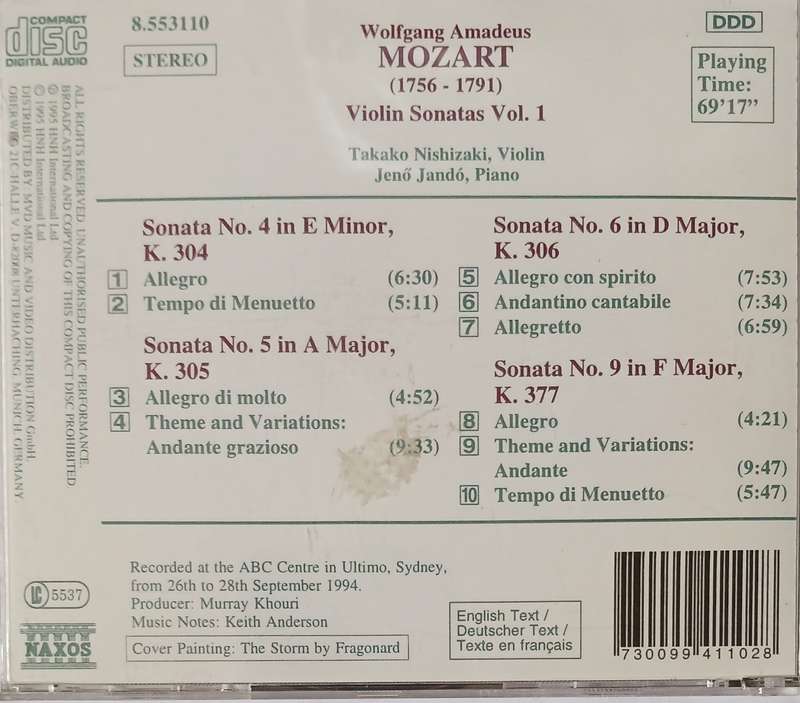 COMPACT
disc
DIGITAL AUDIO
8.553110
STEREO
Wolfgang Amadeus
MOZART
(1756 - 1791)
Violin Sonatas Vol. 1
DDD
Playing
Time:
69'17"
Takako Nishizaki, Violin
Jenő Jandó, Piano
Sonata No. 4 in E Minor,
K. 304
1 Allegro (6:30)
2 Tempo di Menuetto (5:11)
Sonata No. 5 in A Major,
K. 305
3 Allegro di molto (4:52)
4 Theme and Variations:
Andante grazioso (9:33)
Sonata No. 6 in D Major,
K. 306
5 Allegro con spirito (7:53)
6 Andantino cantabile (7:34)
7 Allegretto (6:59)
Sonata No. 9 in F Major,
K. 377
8 Allegro (4:21)
9 Theme and Variations:
Andante (9:47)
10 Tempo di Menuetto (5:47)
ALL RIGHTS RESERVED. UNAUTHORISED PUBLIC PERFORMANCE,
BROADCASTING AND COPYING OF THIS COMPACT DISC PROHIBITED
℗ 1995 HNH International Ltd
© 1995 HNH International Ltd
DISTRIBUTED BY: MVD MUSIC AND VIDEO DISTRIBUTION GmbH,
21C-HALLE V, UNTERHACHING, MUNICH, GERMANY
Recorded at the ABC Centre in Ultimo, Sydney,
from 26th to 28th September 1994.
Producer: Murray Khouri
Music Notes: Keith Anderson
Cover Painting: The Storm by Fragonard
LC 5537
NAXOS
English Text /
Deutscher Text /
Texte en français
730099 411028